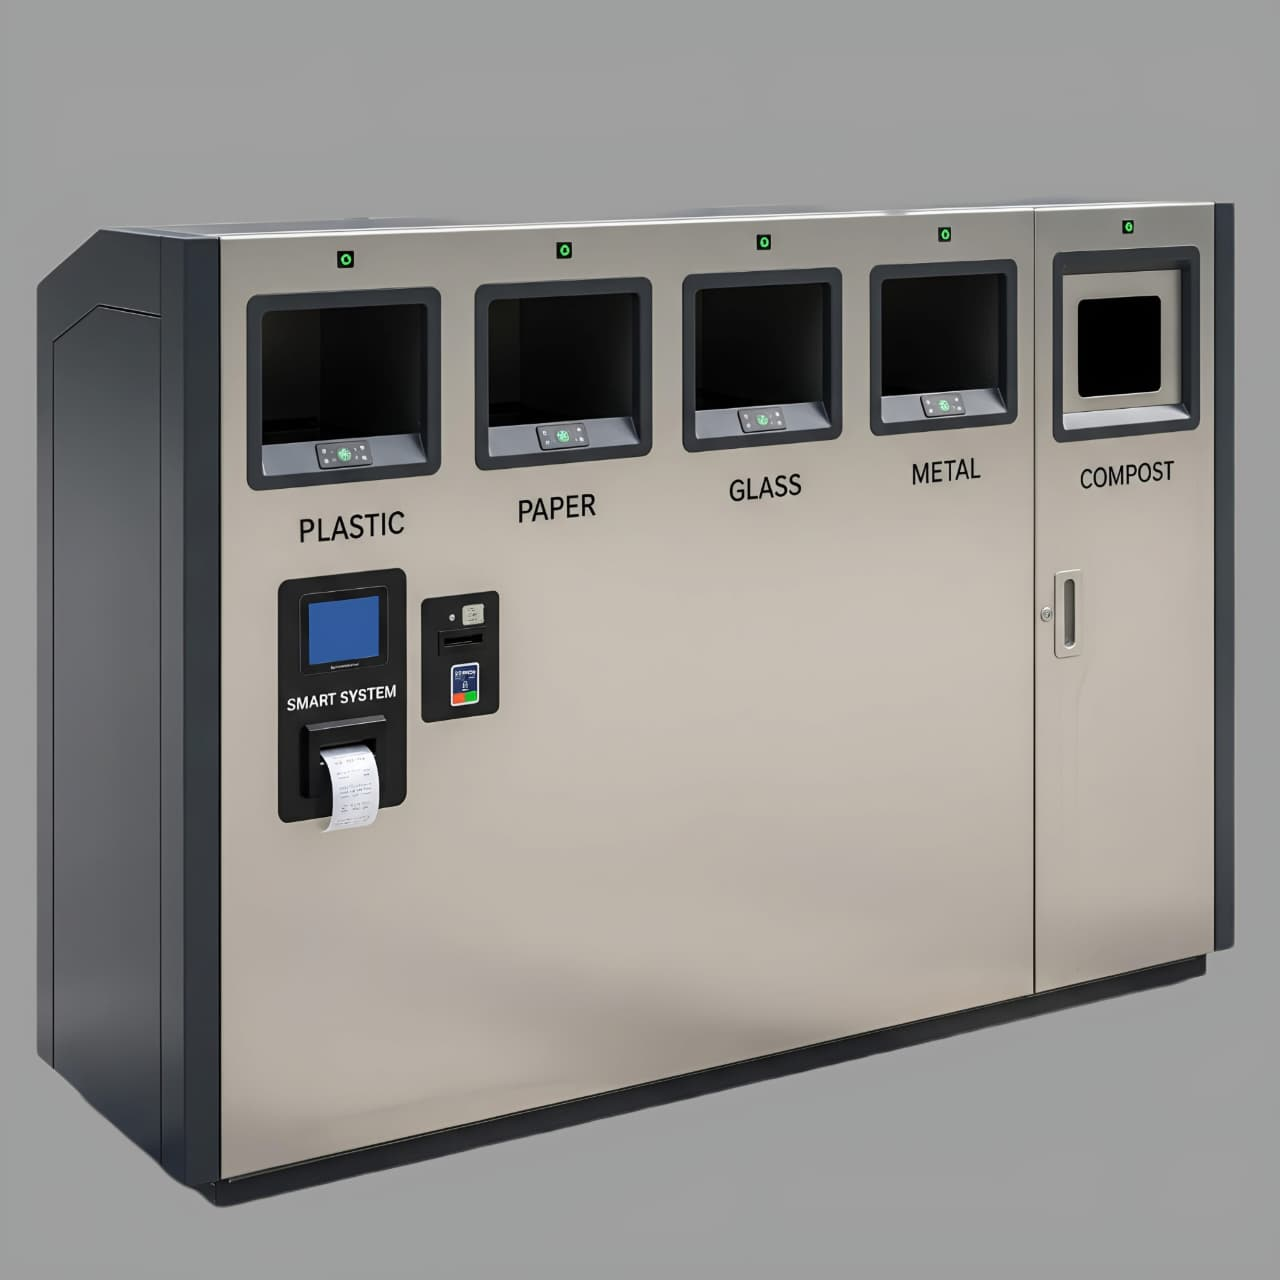 PLASTIC
PAPER
GLASS
METAL
COMPOST
SMART SYSTEM